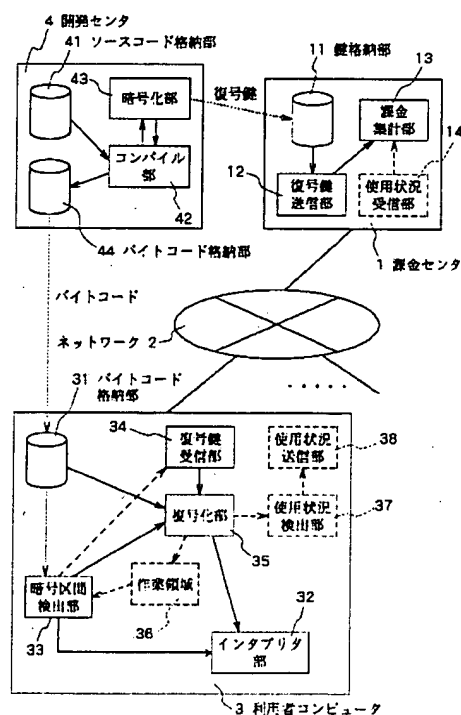 4 開発センタ
41 ソースコード格納部
43
暗号化部
コンパイル
部
42
44 バイトコード格納部
復号鍵
11 鍵格納部
13
課金
集計部
14
12
復号鍵
送信部
使用状況
受信部
1 課金センタ
バイトコード
ネットワーク 2
31 バイトコード
格納部
34
復号鍵
受信部
使用状況
送信部
38
復号化部
35
使用状況
検出部
37
暗号区間
検出部
33
作業領域
36
32
インタプリタ
部
3 利用者コンピュータ